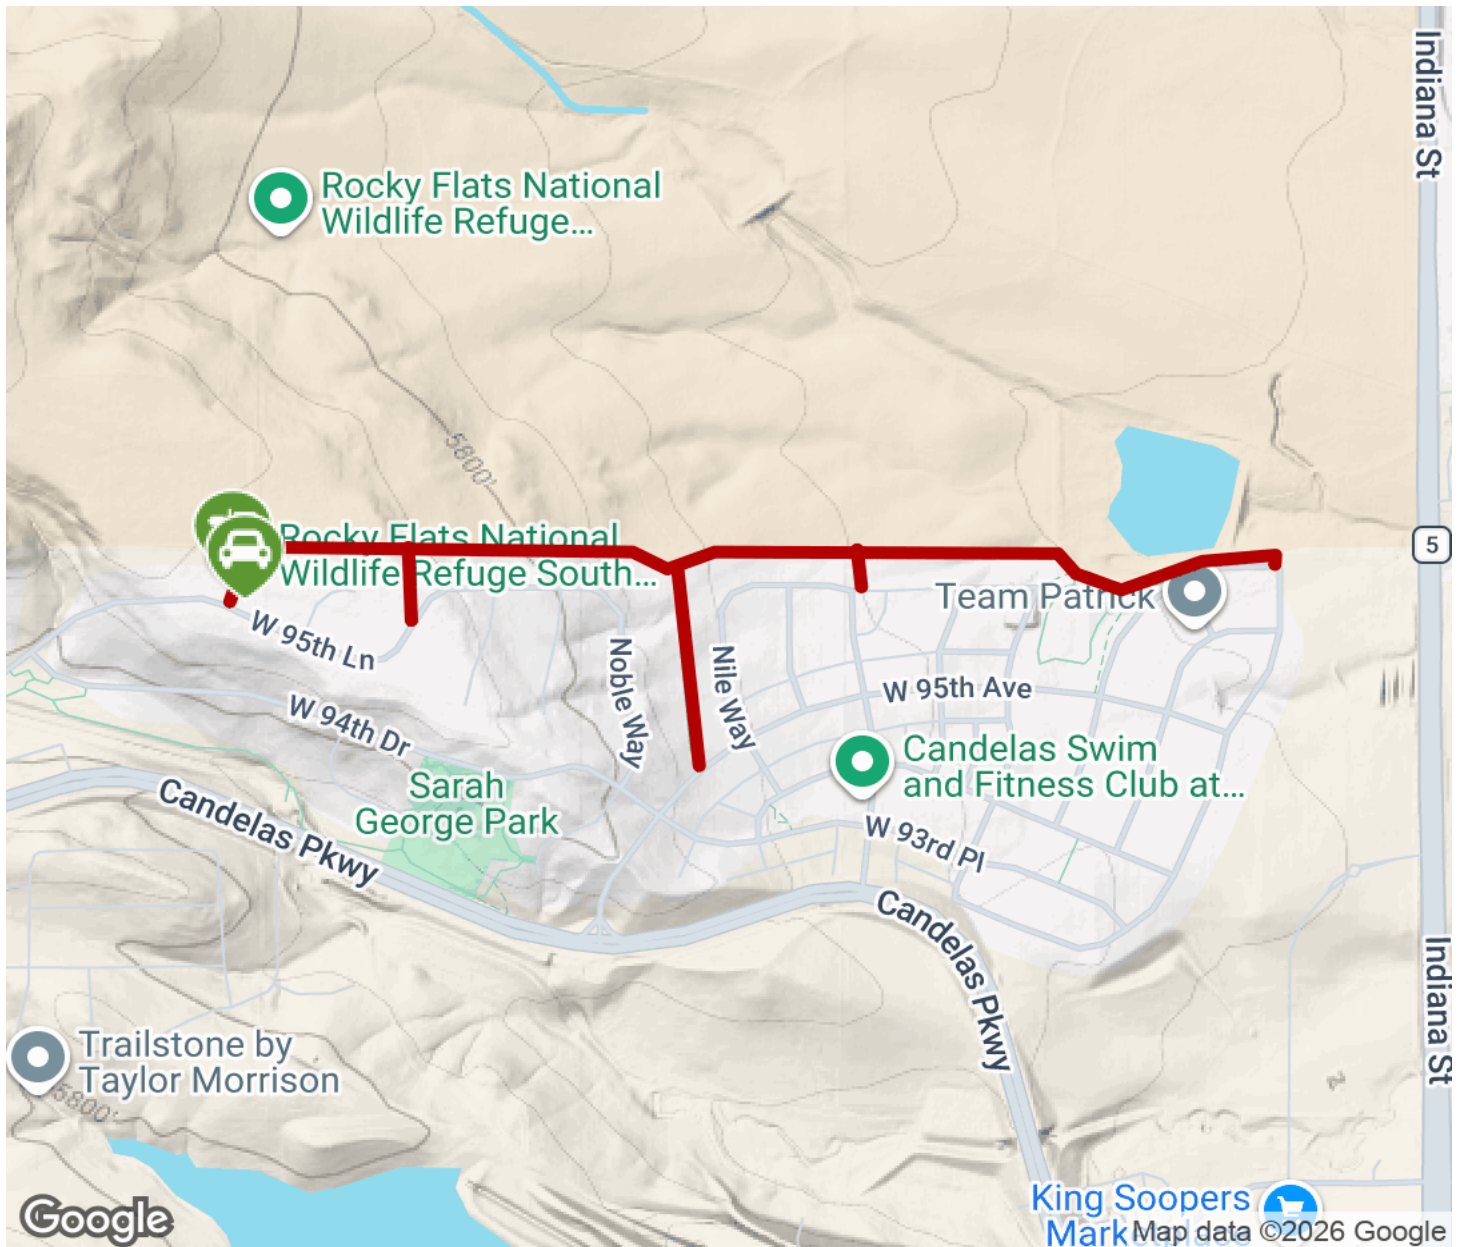 Indiana St
Rocky Flats National
Wildlife Refuge...
5800'
5
Rocky Flats National
Wildlife Refuge South...
Team Patrick
W 95th Ln
Noble Way
Nile Way
W 95th Ave
W 94th Dr
Candelas Swim
and Fitness Club at...
Sarah
George Park
Candelas Pkwy
W 93rd Pl
Candelas Pkwy
Indiana St
Trailstone by
Taylor Morrison
5800'
King Soopers
Marketplace
Google
Map data ©2026 Google